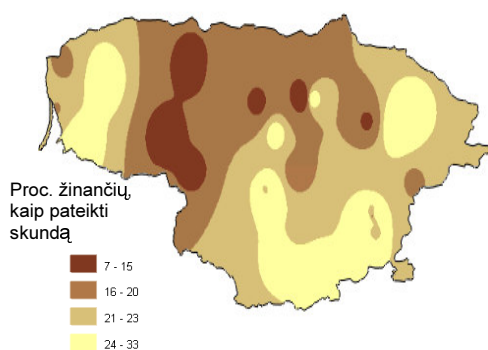 Proc. žinančių,
kaip pateikti
skundą
7 - 15
16 - 20
21 - 23
24 - 33